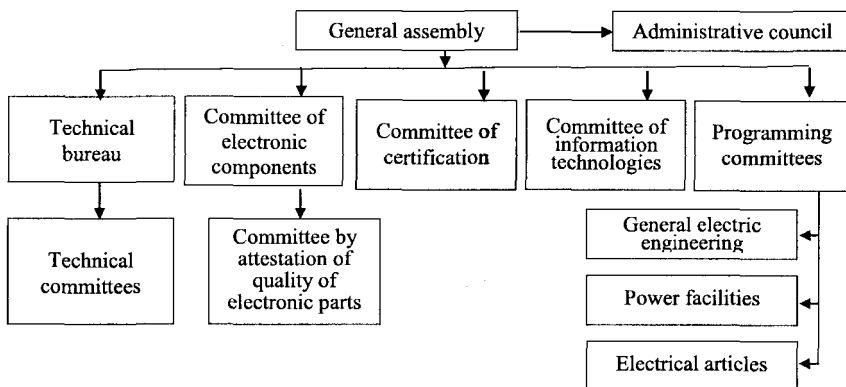 General assembly
Administrative council
Technical
bureau
Committee of
electronic
components
Committee of
certification
Committee of
information
technologies
Programming
committees
Technical
committees
Committee by
attestation of
quality of
electronic parts
General electric
engineering
Power facilities
Electrical articles